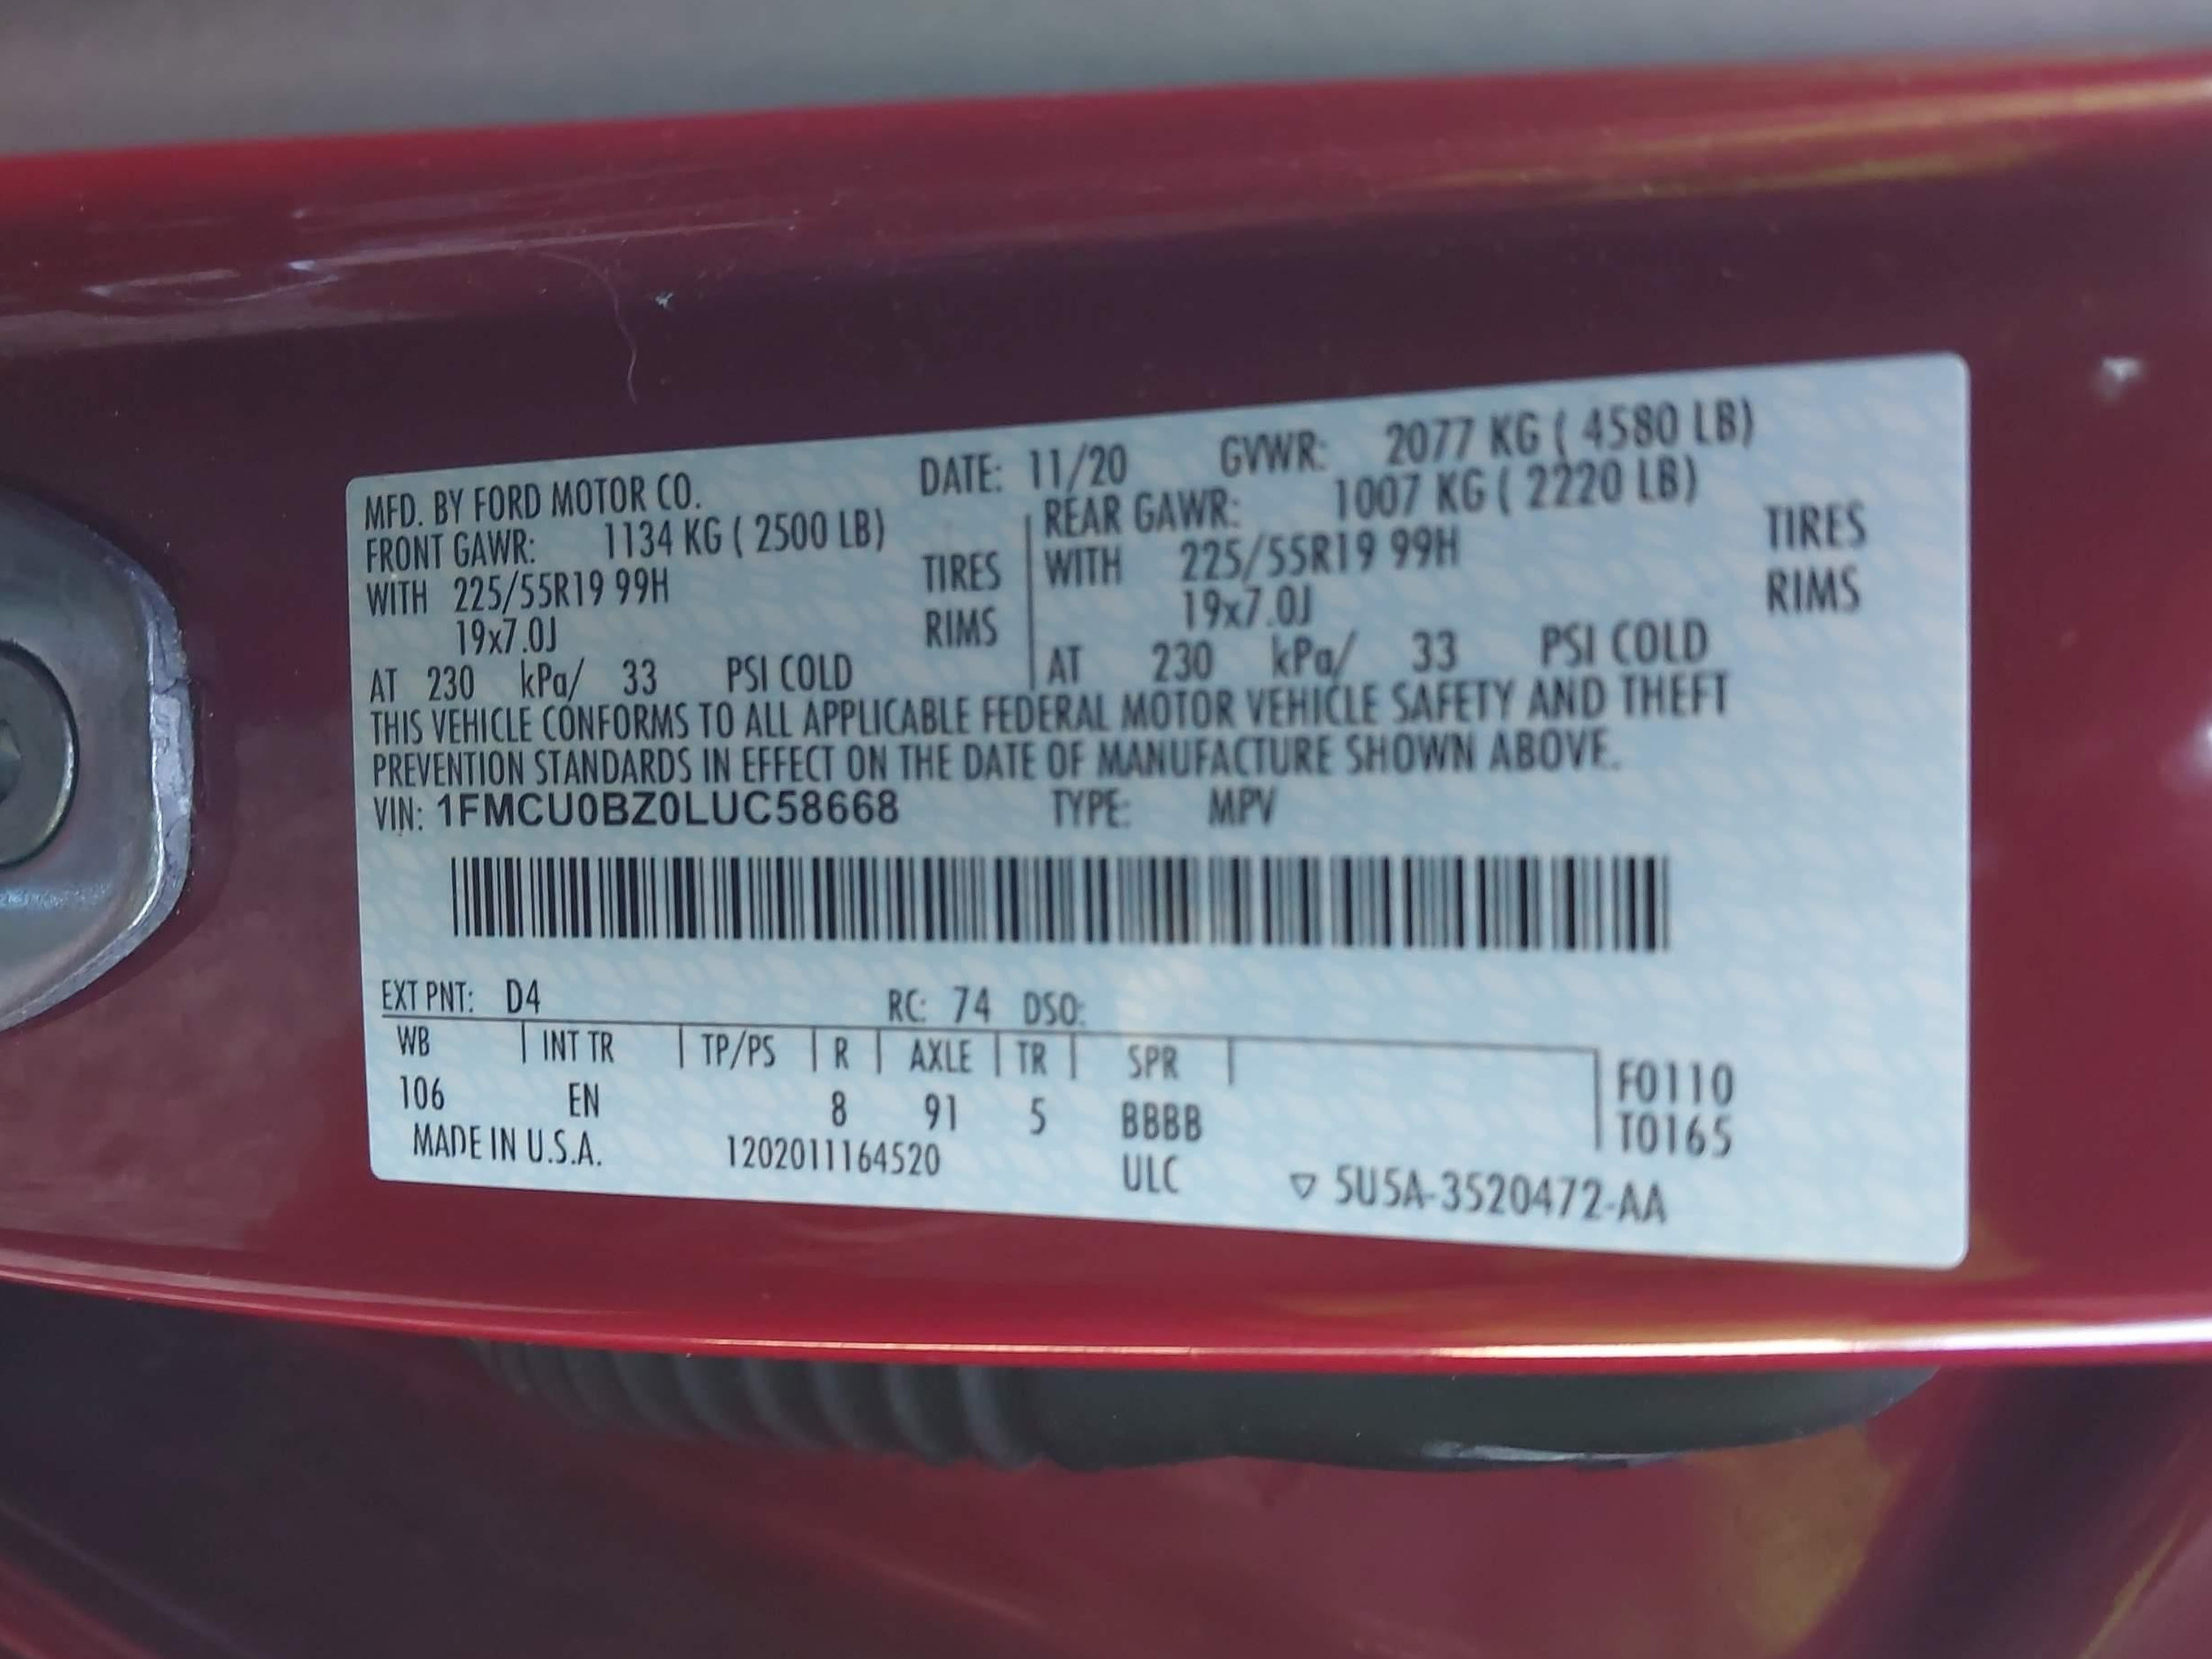 MFD. BY FORD MOTOR CO. DATE: 11/20 GVWR: 2077 KG ( 4580 LB)
FRONT GAWR: 1134 KG ( 2500 LB) REAR GAWR: 1007 KG ( 2220 LB)
WITH 225/55R19 99H TIRES WITH 225/55R19 99H TIRES
19x7.0J RIMS 19x7.0J RIMS
AT 230 kPa/ 33 PSI COLD AT 230 kPa/ 33 PSI COLD
THIS VEHICLE CONFORMS TO ALL APPLICABLE FEDERAL MOTOR VEHICLE SAFETY AND THEFT
PREVENTION STANDARDS IN EFFECT ON THE DATE OF MANUFACTURE SHOWN ABOVE.
VIN: 1FMCU0BZ0LUC58668 TYPE: MPV
EXT PNT: D4 RC: 74 DSO:
WB INT TR TP/PS R AXLE TR SPR F0110
106 EN 8 91 5 BBBB T0165
MADE IN U.S.A. 1202011164520 ULC ▽ 5U5A-3520472-AA